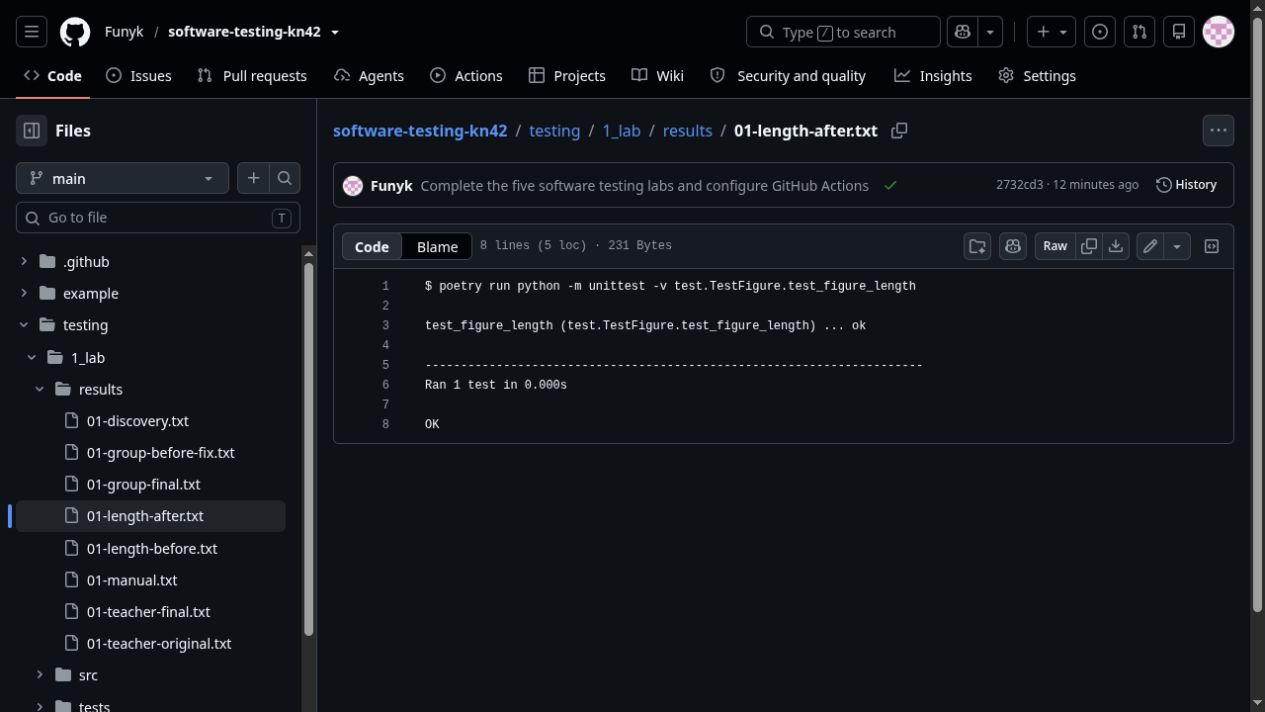 Funyk / software-testing-kn42
Type / to search
Code
Issues
Pull requests
Agents
Actions
Projects
Wiki
Security and quality
Insights
Settings
Files
main
Go to file
T
.github
example
testing
1_lab
results
01-discovery.txt
01-group-before-fix.txt
01-group-final.txt
01-length-after.txt
01-length-before.txt
01-manual.txt
01-teacher-final.txt
01-teacher-original.txt
src
tests
software-testing-kn42 / testing / 1_lab / results / 01-length-after.txt
Funyk Complete the five software testing labs and configure GitHub Actions
2732cd3 · 12 minutes ago
History
Code
Blame
8 lines (5 loc) · 231 Bytes
Raw
1 $ poetry run python -m unittest -v test.TestFigure.test_figure_length
2
3 test_figure_length (test.TestFigure.test_figure_length) ... ok
4
5 ----------------------------------------------------------------------
6 Ran 1 test in 0.000s
7
8 OK